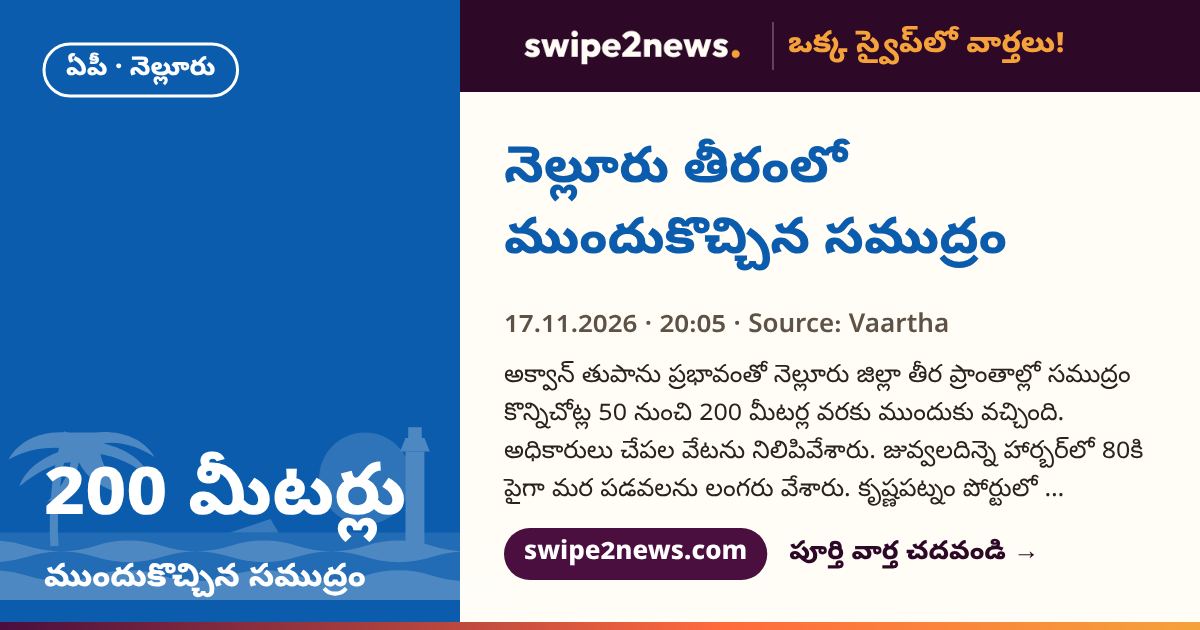 ఏపీ · నెల్లూరు
200 మీటర్లు
ముందుకొచ్చిన సముద్రం
swipe2news.
ఒక్క స్వైప్‌లో వార్తలు!
నెల్లూరు తీరంలో
ముందుకొచ్చిన సముద్రం
17.11.2026 · 20:05 · Source: Vaartha
అక్వాన్ తుపాను ప్రభావంతో నెల్లూరు జిల్లా తీర ప్రాంతాల్లో సముద్రం
కొన్నిచోట్ల 50 నుంచి 200 మీటర్ల వరకు ముందుకు వచ్చింది.
అధికారులు చేపల వేటను నిలిపివేశారు. జువ్వలదిన్నె హార్బర్‌లో 80కి
పైగా మర పడవలను లంగరు వేశారు. కృష్ణపట్నం పోర్టులో ...
swipe2news.com
పూర్తి వార్త చదవండి →